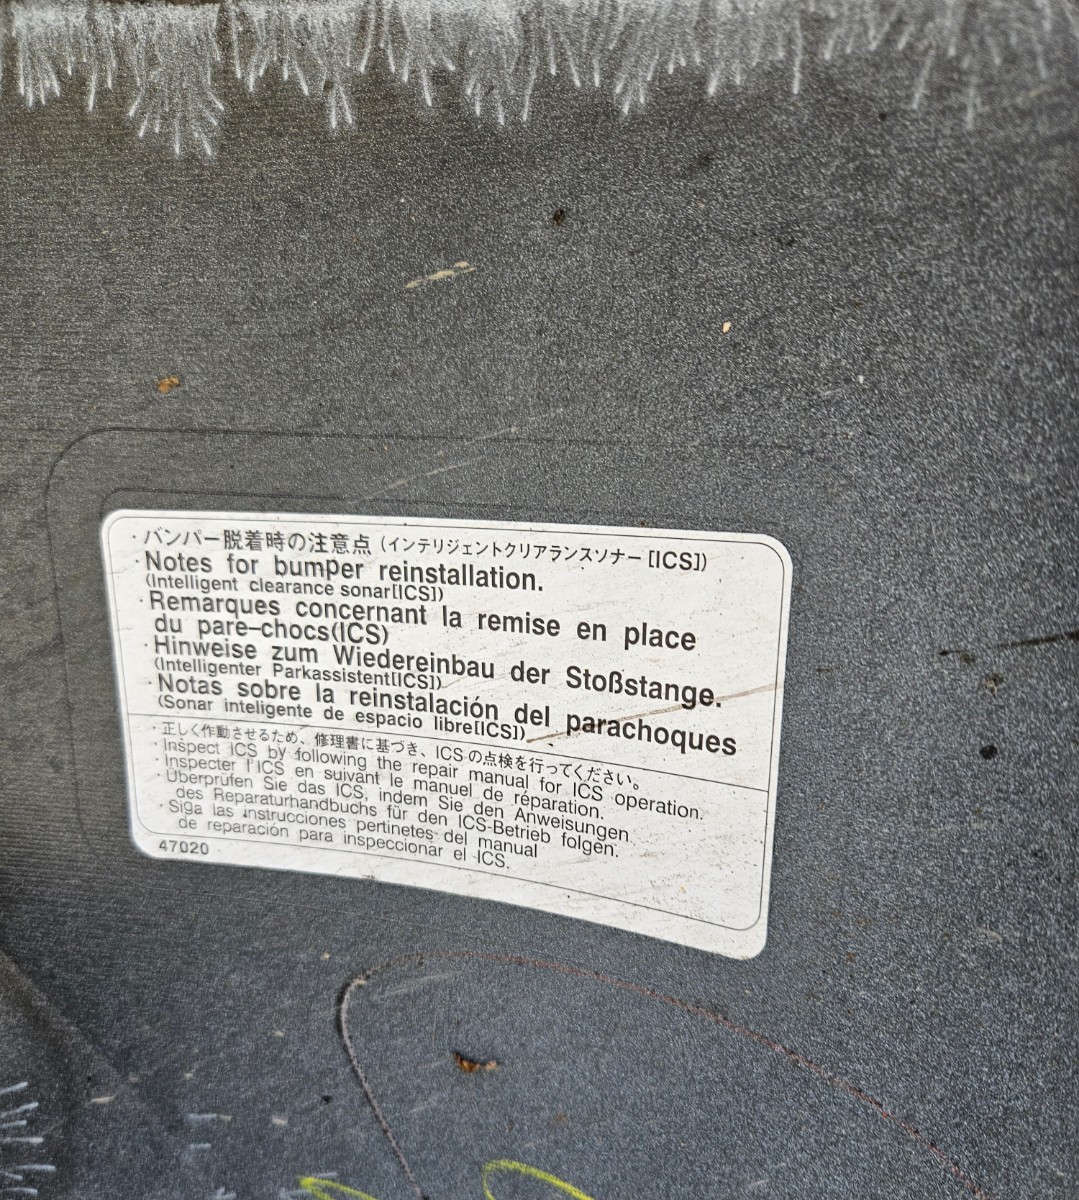 ・バンパー脱着時の注意点(インテリジェントクリアランスソナー[ICS])
・Notes for bumper reinstallation.
(Intelligent clearance sonar[ICS])
・Remarques concernant la remise en place
du pare-chocs(ICS)
・Hinweise zum Wiedereinbau der Stoßstange.
(Intelligenter Parkassistent[ICS])
・Notas sobre la reinstalación del parachoques
(Sonar inteligente de espacio libre[ICS])
・正しく作動させるため、修理書に基づき、ICSの点検を行ってください。
・Inspect ICS by following the repair manual for ICS operation.
・Inspecter l'ICS en suivant le manuel de réparation.
・Überprüfen Sie das ICS, indem Sie den Anweisungen
des Reparaturhandbuchs für den ICS-Betrieb folgen.
・Siga las instrucciones pertinetes del manual
de reparación para inspeccionar el ICS.
47020